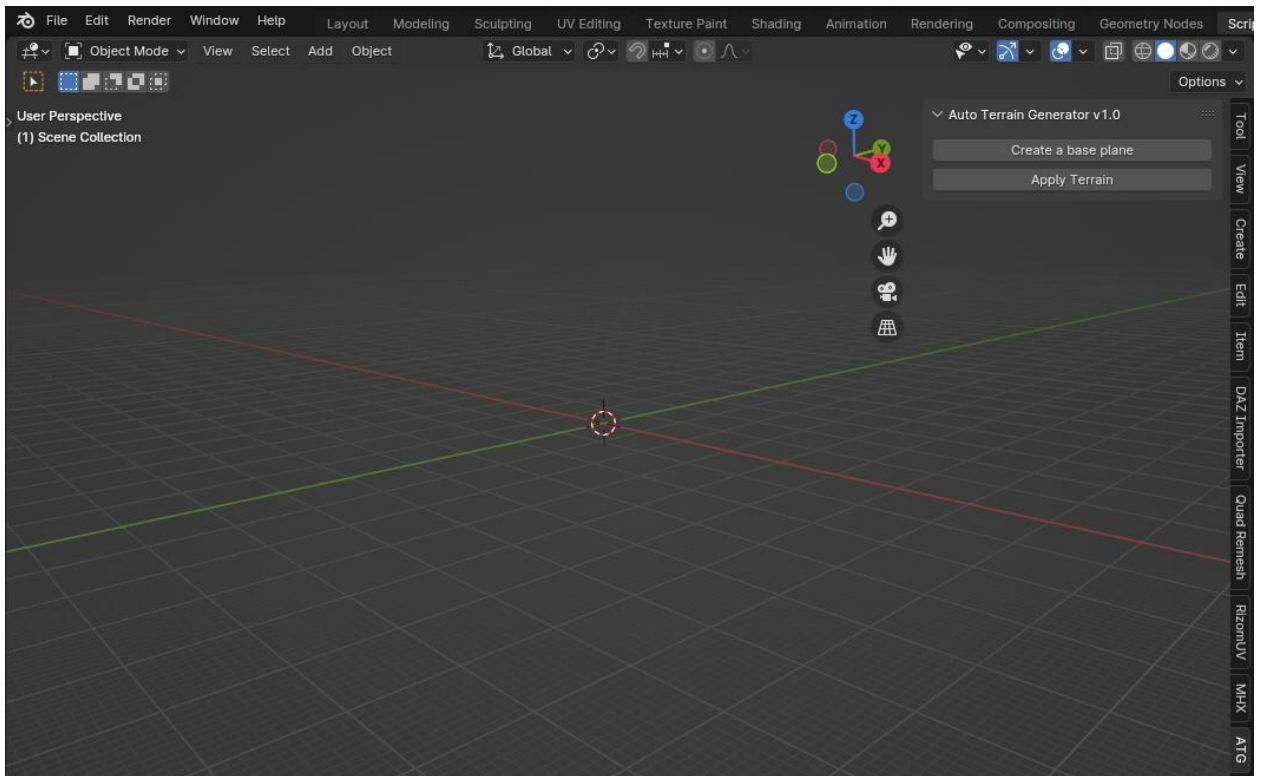 File Edit Render Window Help Layout Modeling Sculpting UV Editing Texture Paint Shading Animation Rendering Compositing Geometry Nodes Scri
Object Mode View Select Add Object Global
Options
User Perspective
(1) Scene Collection
Z
Y
X
Auto Terrain Generator v1.0
Create a base plane
Apply Terrain
Tool
View
Create
Edit
Item
DAZ Importer
Quad Remesh
RizomUV
MHX
ATG